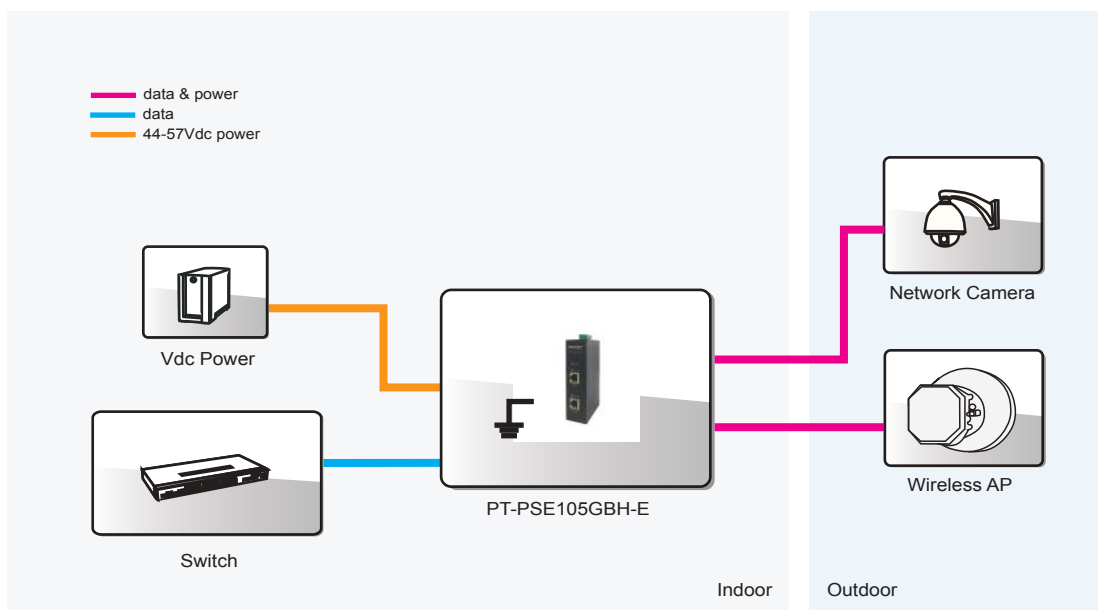 data & power
data
44-57Vdc power
Vdc Power
Switch
PT-PSE105GBH-E
Network Camera
Wireless AP
Indoor
Outdoor